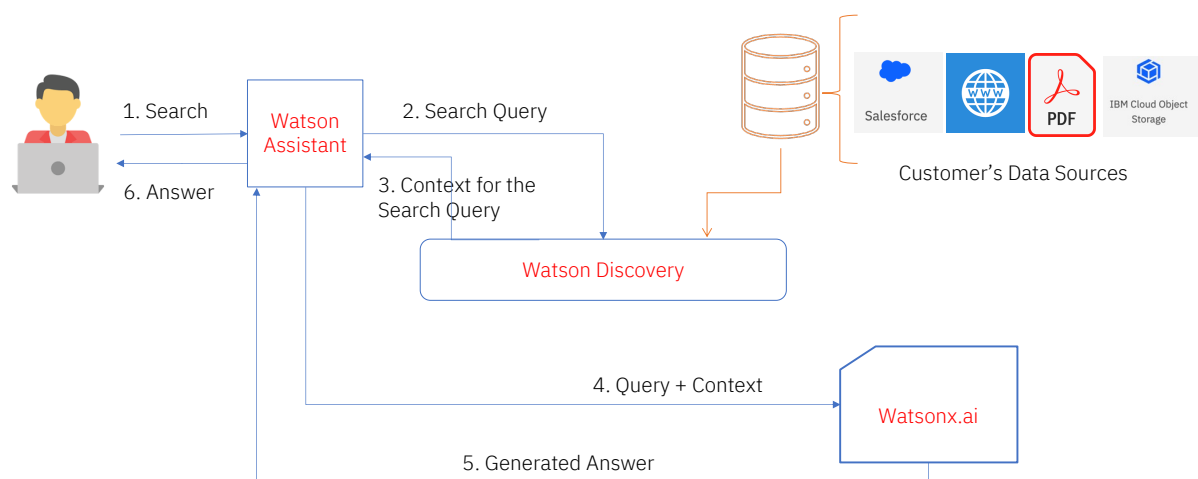 1. Search
Watson
Assistant
2. Search Query
6. Answer
3. Context for the
Search Query
Watson Discovery
Salesforce
WWW
PDF
IBM Cloud Object
Storage
Customer’s Data Sources
4. Query + Context
Watsonx.ai
5. Generated Answer